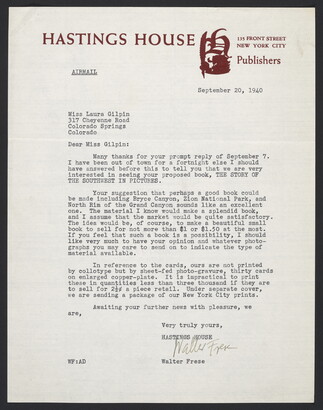 HASTINGS HOUSE
135 FRONT STREET
NEW YORK CITY
Publishers
AIRMAIL
September 20, 1940
Miss Laura Gilpin
317 Cheyenne Road
Colorado Springs
Colorado
Dear Miss Gilpin:
Many thanks for your prompt reply of September 7.
I have been out of town for a fortnight else I should
have answered before this to tell you that we are very
interested in seeing your proposed book, THE STORY OF
THE SOUTHWEST IN PICTURES.
Your suggestion that perhaps a good book could
be made including Bryce Canyon, Zion National Park, and
North Rim of the Grand Canyon sounds like an excellent
one. The material I know would make a splendid book,
and I assume that the market would be quite satisfactory.
The idea would be, of course, to make a beautiful small
book to sell for not more than $1 or $1.50 at the most.
If you feel that such a book is a possibility, I should
like very much to have your opinion and whatever photo-
graphs you may care to send on to indicate the type of
material available.
In reference to the cards, ours are not printed
by collotype but by sheet-fed photo-gravure, thirty cards
on enlarged copper-plate. It is impractical to print
these in quantities less than three thousand if they are
to sell for 2½¢ a piece retail. Under separate cover,
we are sending a package of our New York City prints.
Awaiting your further news with pleasure, we
are,
Very truly yours,
HASTINGS HOUSE
Walter Frese
WF:AD
Walter Frese